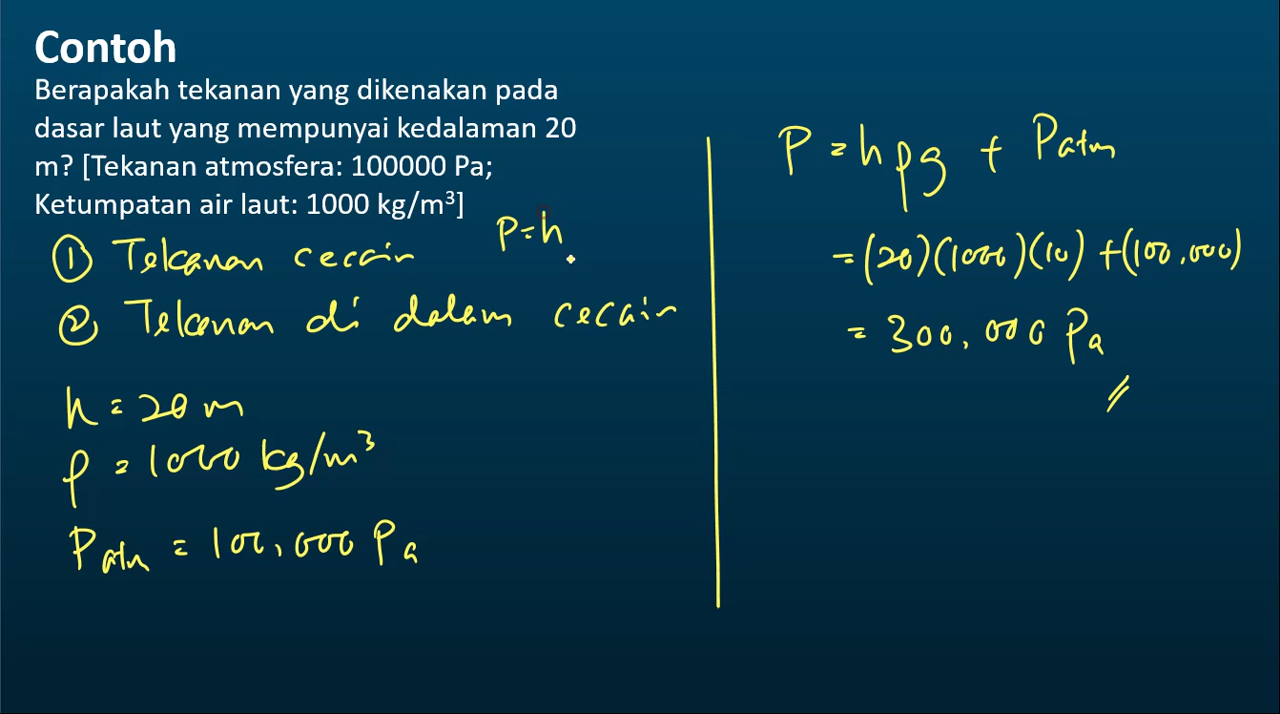 Contoh
Berapakah tekanan yang dikenakan pada
dasar laut yang mempunyai kedalaman 20
m? [Tekanan atmosfera: 100000 Pa;
Ketumpatan air laut: 1000 kg/m³]
① Tekanan cecair P=h
② Tekanan di dalam cecair
h = 20 m
ρ = 1000 kg/m³
Patm = 100,000 Pa
P = hρg + Patm
= (20)(1000)(10) + (100,000)
= 300,000 Pa